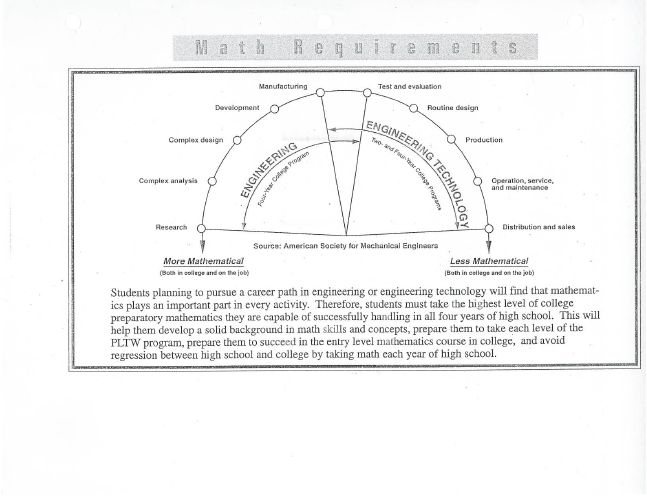 Math Requirements
Manufacturing
Test and evaluation
Development
Routine design
Complex design
Production
Complex analysis
Operation, service,
and maintenance
Research
Distribution and sales
ENGINEERING
Four-Year College Program
ENGINEERING TECHNOLOGY
Two- and Four-Year College Programs
Source: American Society for Mechanical Engineers
More Mathematical
(Both in college and on the job)
Less Mathematical
(Both in college and on the job)
Students planning to pursue a career path in engineering or engineering technology will find that mathemat-
ics plays an important part in every activity. Therefore, students must take the highest level of college
preparatory mathematics they are capable of successfully handling in all four years of high school. This will
help them develop a solid background in math skills and concepts, prepare them to take each level of the
PLTW program, prepare them to succeed in the entry level mathematics course in college, and avoid
regression between high school and college by taking math each year of high school.